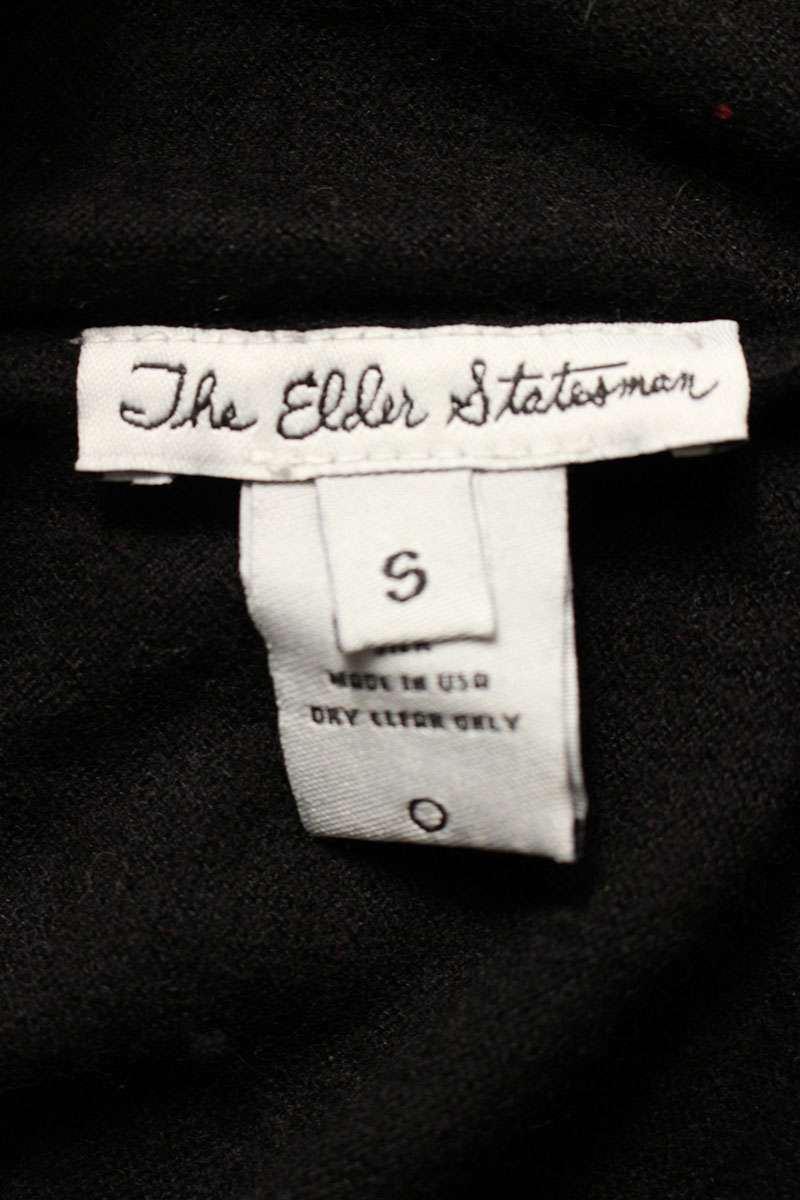 The Elder Statesman
S
MADE IN USA
DRY CLEAN ONLY